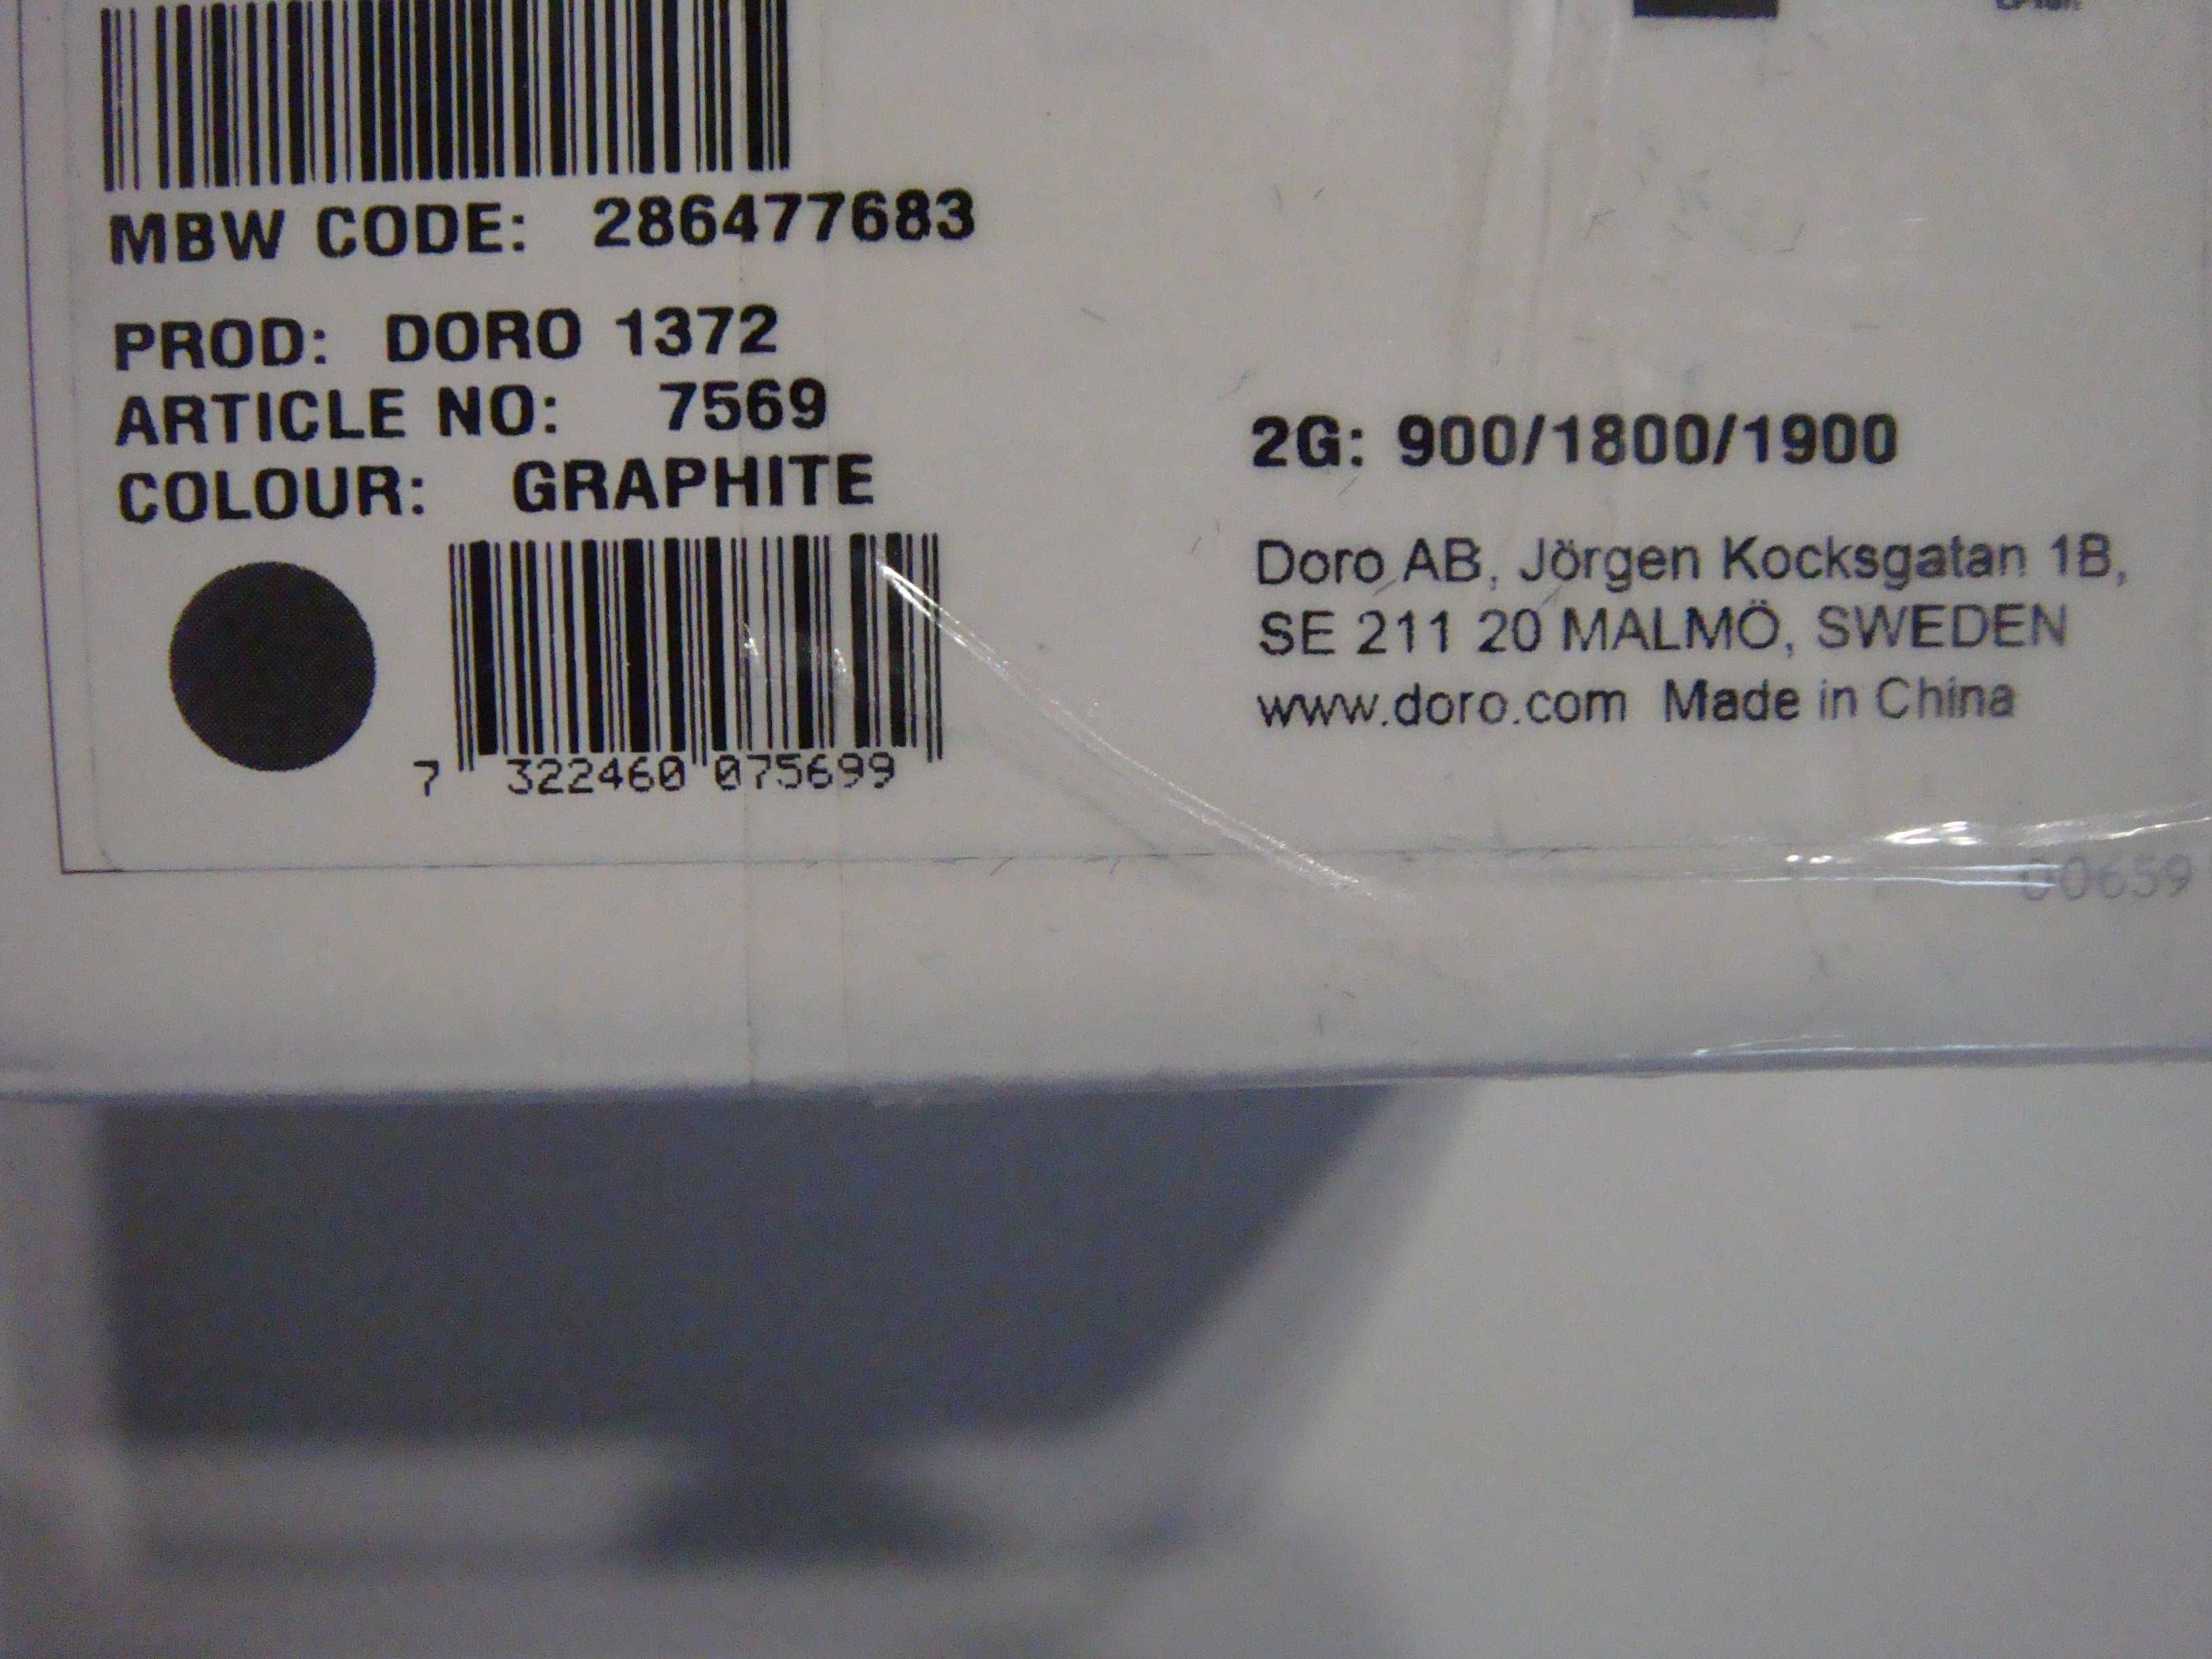 MBW CODE: 286477683
PROD: DORO 1372
ARTICLE NO: 7569
COLOUR: GRAPHITE
7 322460 075699
2G: 900/1800/1900
Doro AB, Jörgen Kocksgatan 1B,
SE 211 20 MALMÖ, SWEDEN
www.doro.com Made in China
00659